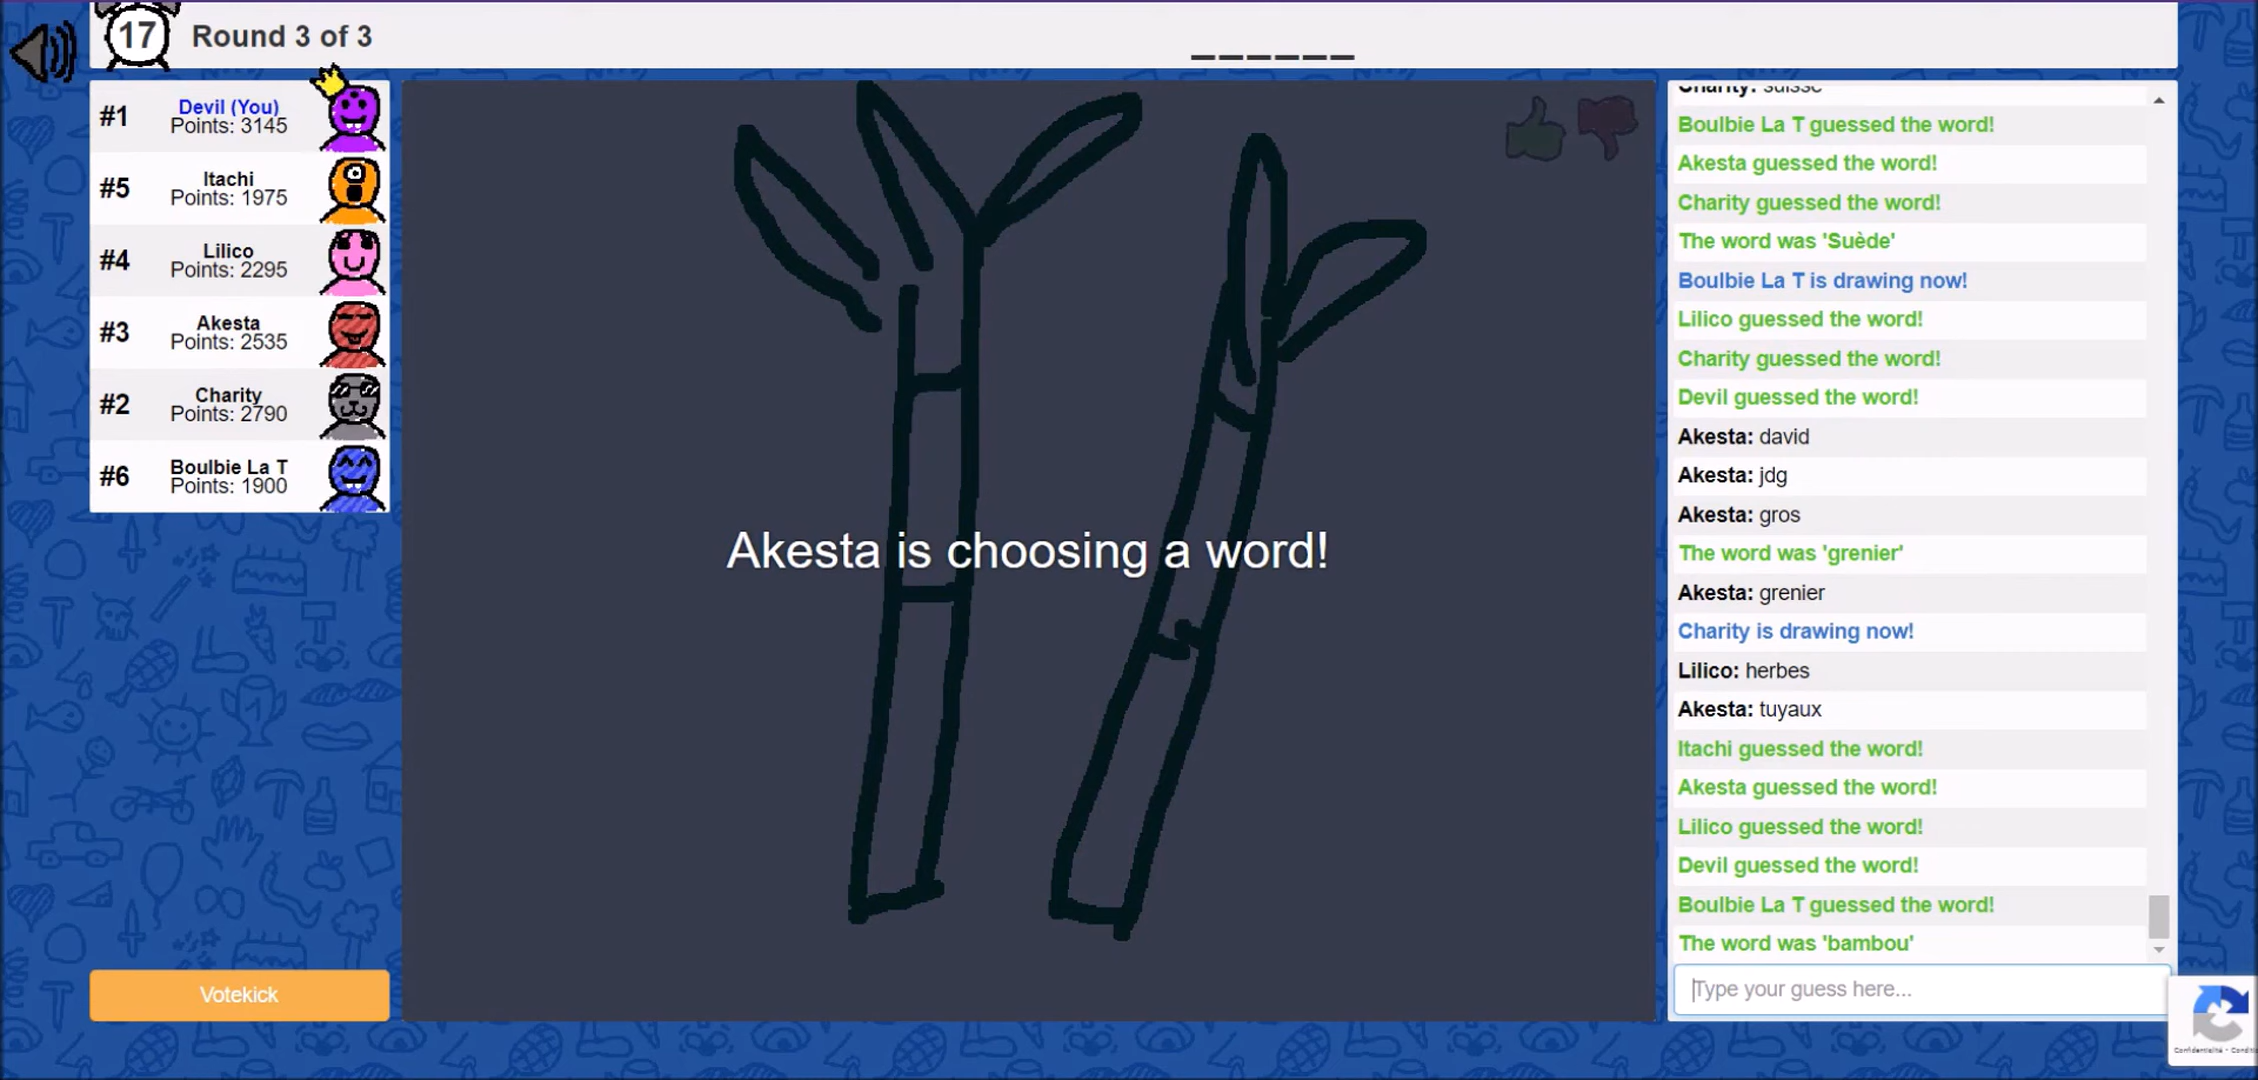 17
Round 3 of 3
______
#1
Devil (You)
Points: 3145
#5
Itachi
Points: 1975
#4
Lilico
Points: 2295
#3
Akesta
Points: 2535
#2
Charity
Points: 2790
#6
Boulbie La T
Points: 1900
Votekick
Akesta is choosing a word!
Charity: suisse
Boulbie La T guessed the word!
Akesta guessed the word!
Charity guessed the word!
The word was 'Suède'
Boulbie La T is drawing now!
Lilico guessed the word!
Charity guessed the word!
Devil guessed the word!
Akesta: david
Akesta: jdg
Akesta: gros
The word was 'grenier'
Akesta: grenier
Charity is drawing now!
Lilico: herbes
Akesta: tuyaux
Itachi guessed the word!
Akesta guessed the word!
Lilico guessed the word!
Devil guessed the word!
Boulbie La T guessed the word!
The word was 'bambou'
Type your guess here...
Confidentialité -